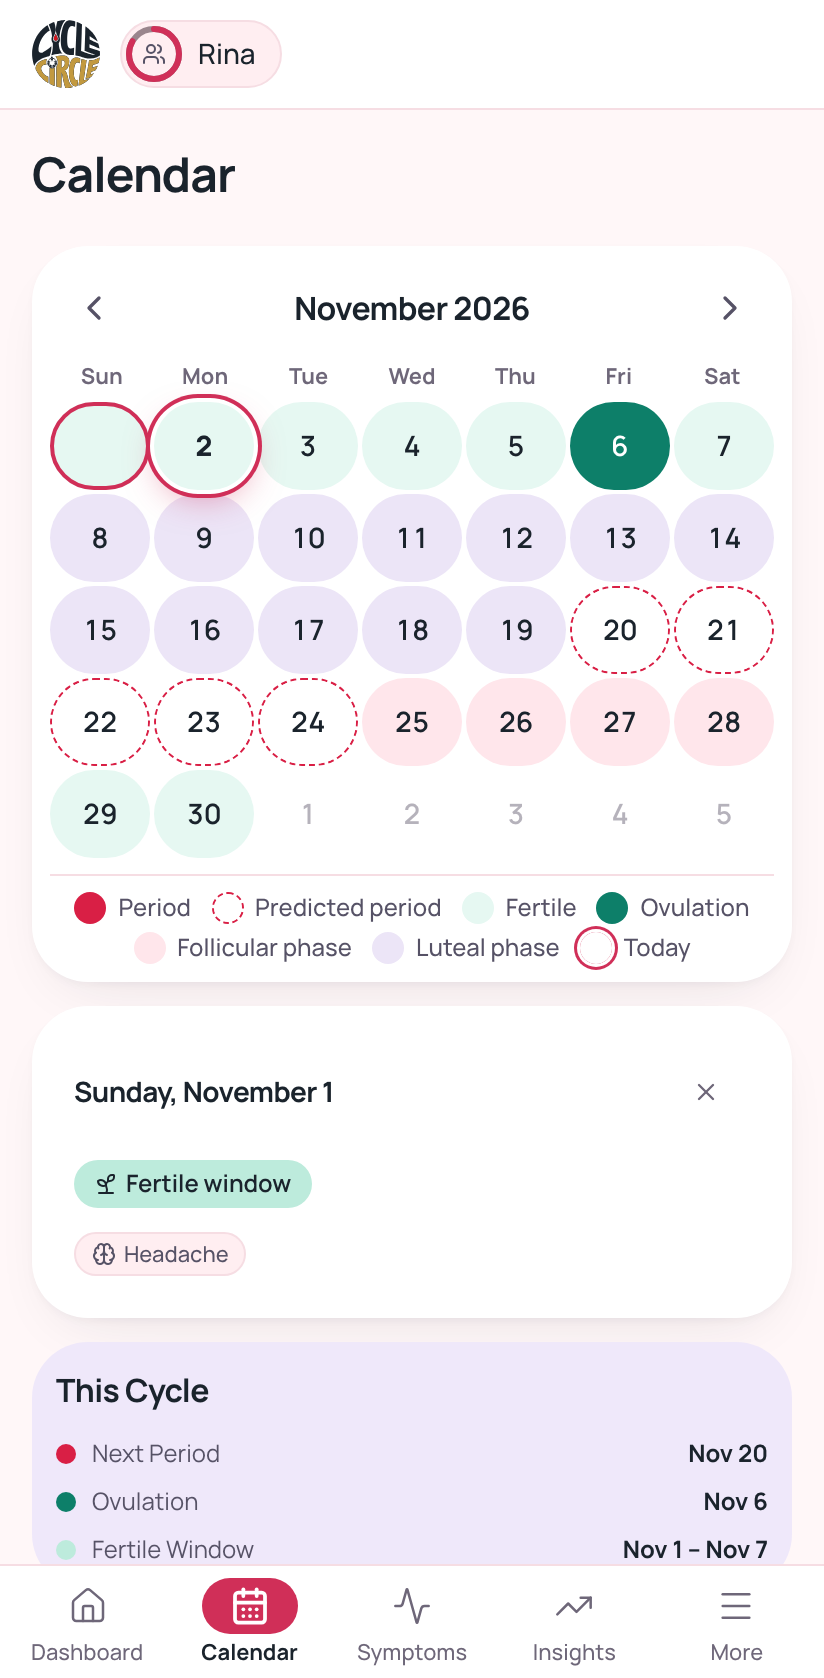 CYCLE
CIRCLE
Rina
Calendar
November 2026
Sun Mon Tue Wed Thu Fri Sat
2 3 4 5 6 7
8 9 10 11 12 13 14
15 16 17 18 19 20 21
22 23 24 25 26 27 28
29 30 1 2 3 4 5
Period Predicted period Fertile Ovulation
Follicular phase Luteal phase Today
Sunday, November 1
Fertile window
Headache
This Cycle
Next Period Nov 20
Ovulation Nov 6
Fertile Window Nov 1 – Nov 7
Dashboard Calendar Symptoms Insights More